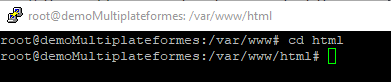 root@demoMultiplateformes: /var/www/html
root@demoMultiplateformes:/var/www# cd html
root@demoMultiplateformes:/var/www/html#